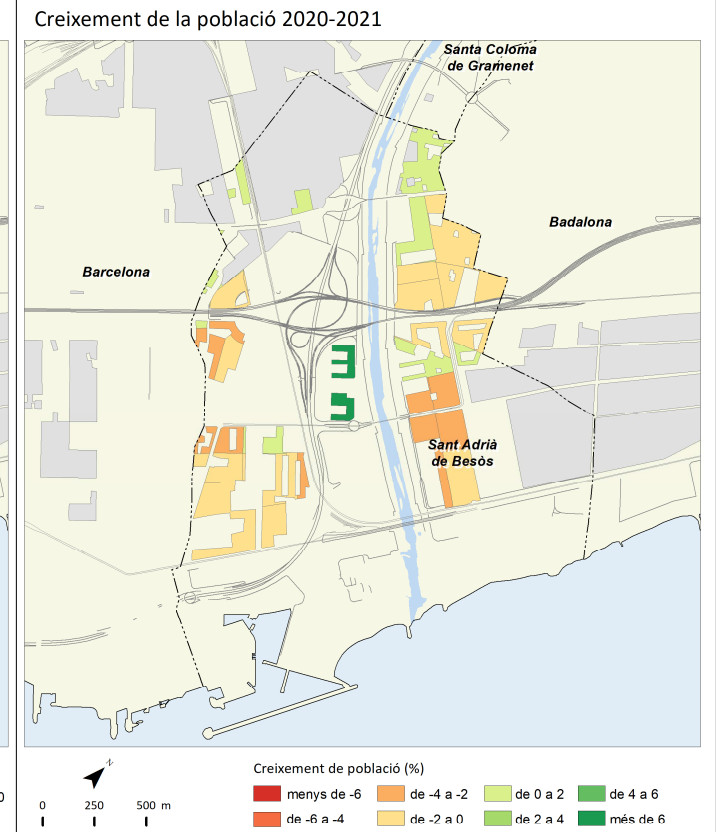 Creixement de la població 2020-2021
Santa Coloma
de Gramenet
Badalona
Barcelona
Sant Adrià
de Besòs
N
0
0 250 500 m
Creixement de població (%)
menys de -6
de -4 a -2
de 0 a 2
de 4 a 6
de -6 a -4
de -2 a 0
de 2 a 4
més de 6